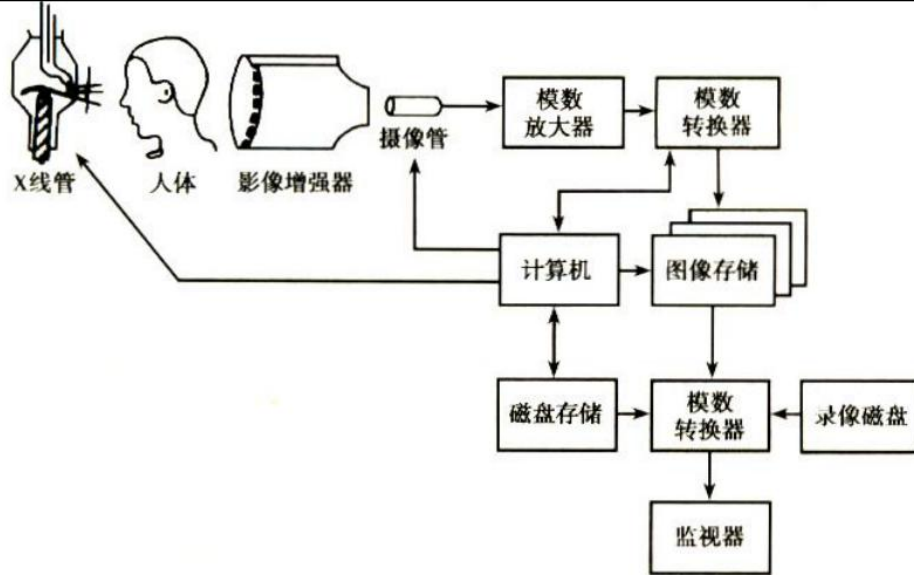 模数
放大器
模数
转换器
摄像管
X线管
人体
影像增强器
计算机
图像存储
磁盘存储
模数
转换器
录像磁盘
监视器